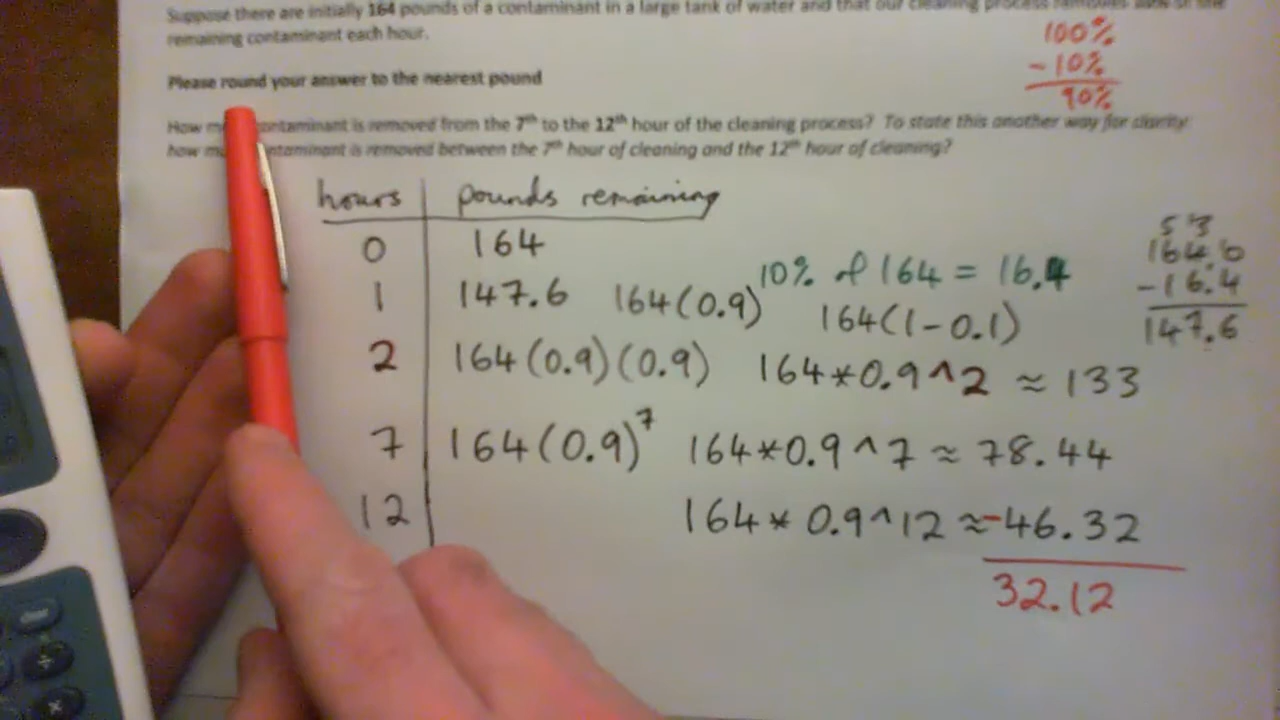 Suppose there are initially 164 pounds of a contaminant in a large tank of water and that our cleaning process removes of the
remaining contaminant each hour.
100%
-10%
90%
Please round your answer to the nearest pound
How contaminant is removed from the 7th to the 12th hour of the cleaning process? To state this another way for clarity
how contaminant is removed between the 7th hour of cleaning and the 12th hour of cleaning?
hours pounds remaining
0 164
1 147.6 164(0.9) 164(1-0.1)
10% of 164 = 16.4
5 13
164.0
-16.4
147.6
2 164(0.9)(0.9) 164*0.9^2 ≈ 133
7 164(0.9)^7 164*0.9^7 ≈ 78.44
12 164*0.9^12 ≈ -46.32
32.12